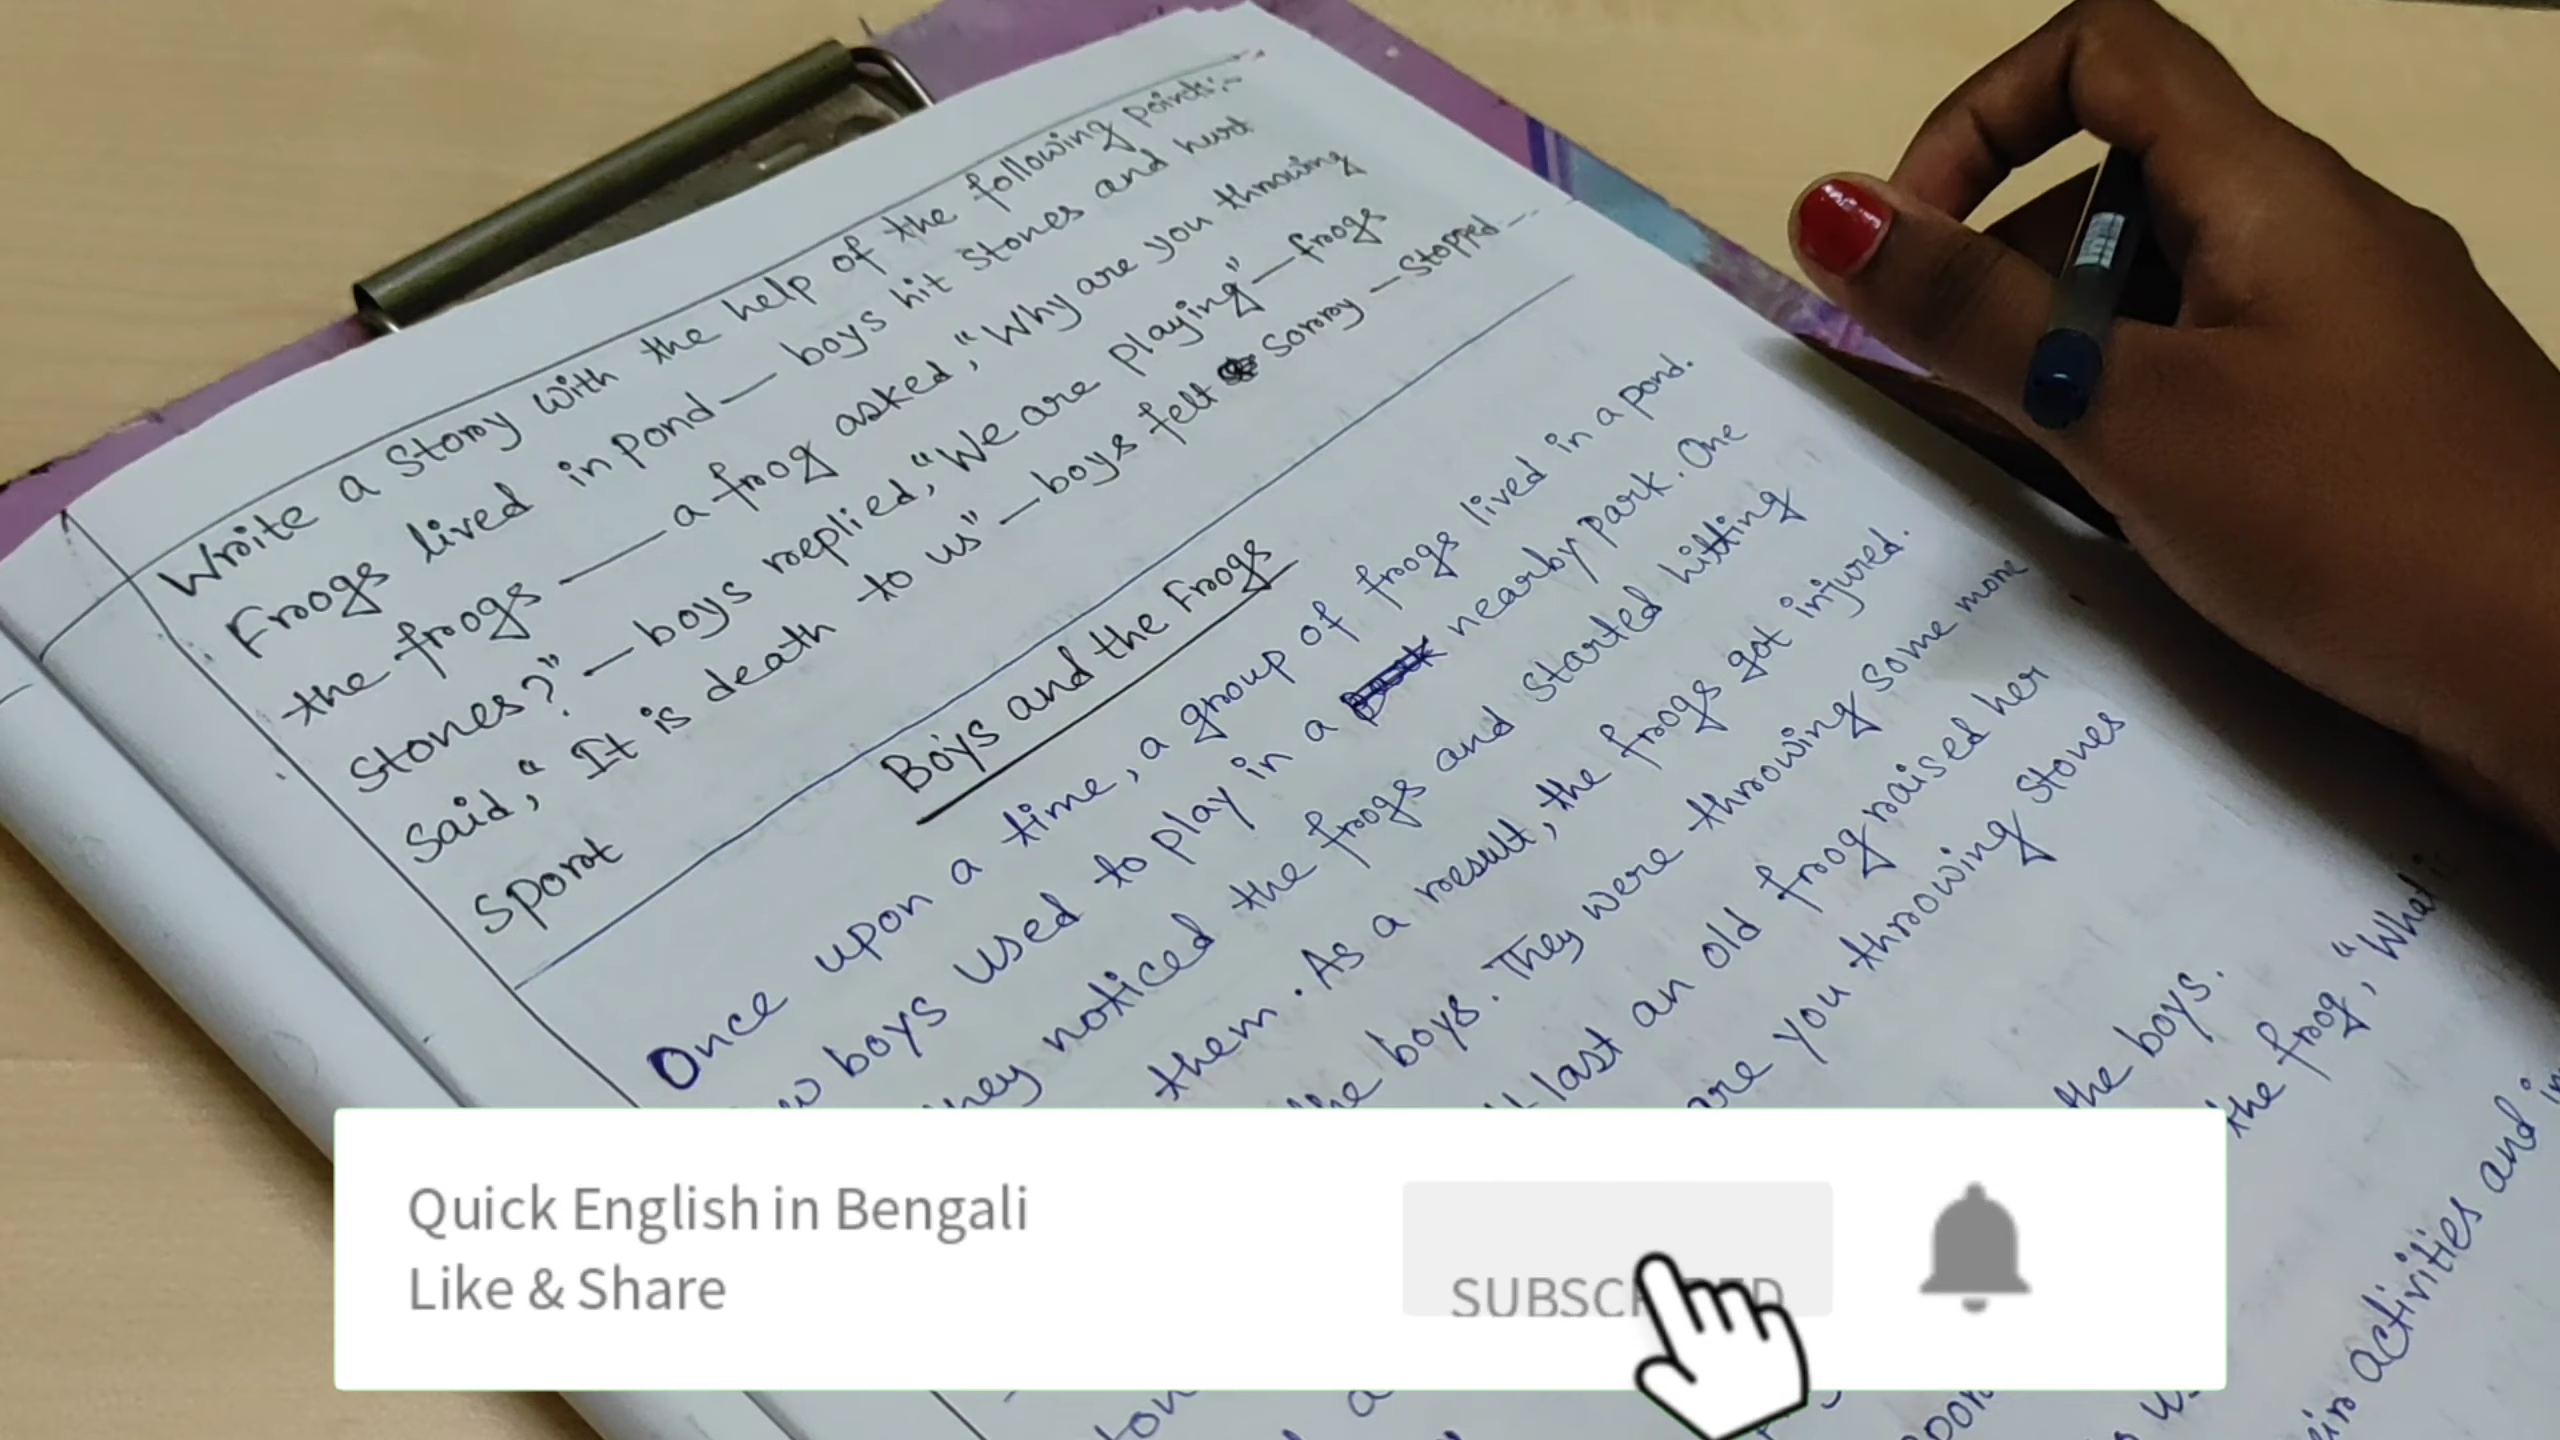 Write a Story with the help of the following points:-
Frogs lived in pond — boys hit Stones and hurt
the frogs — a frog asked, "Why are you throwing
Stones?" — boys replied, "We are playing" — frogs
Said, "It is death to us" — boys felt Sorry — Stopped
Sport
Boys and the Frogs
Once upon a time, a group of frogs lived in a pond.
boys used to play in a nearby park. One
they noticed the frogs and started hitting
them. As a result, the frogs got injured.
the boys. They were throwing some more
last an old frog raised her
are you throwing stones
the boys.
the frog, "What
activities and
Quick English in Bengali
Like & Share
SUBSCRIBED